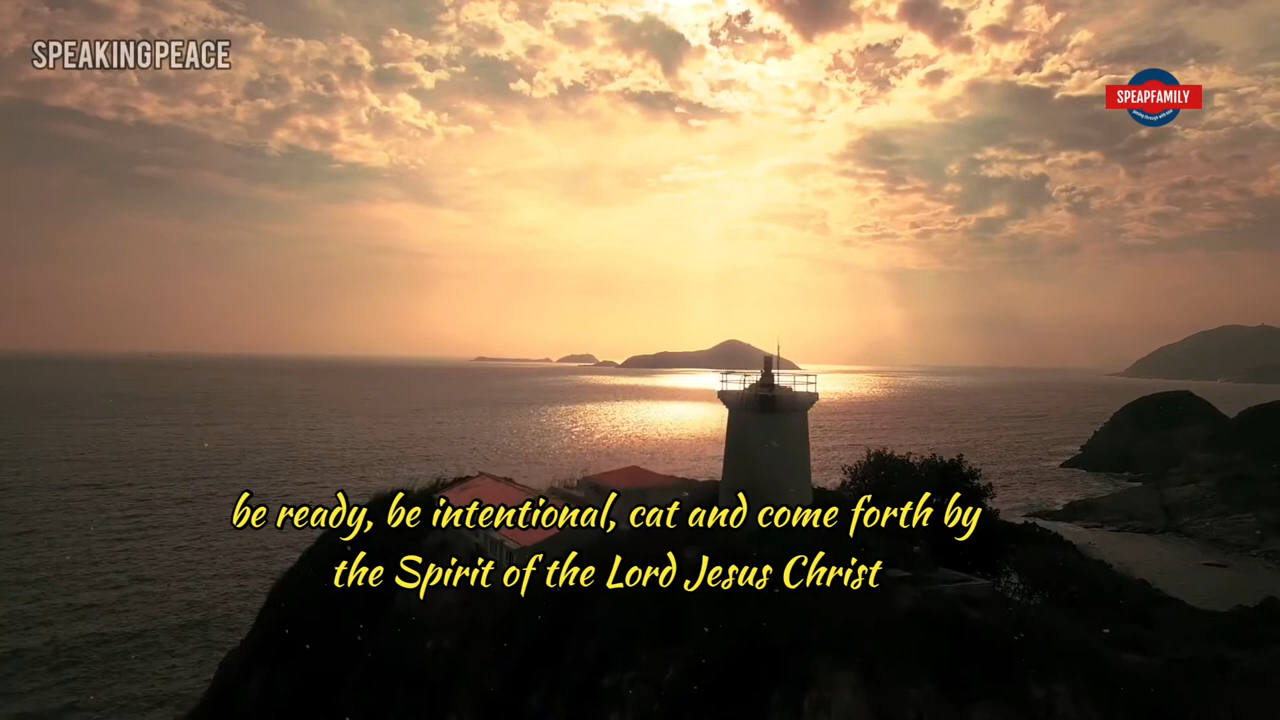 SPEAKINGPEACE
SPEAPFAMILY
be ready, be intentional, cat and come forth by
the Spirit of the Lord Jesus Christ